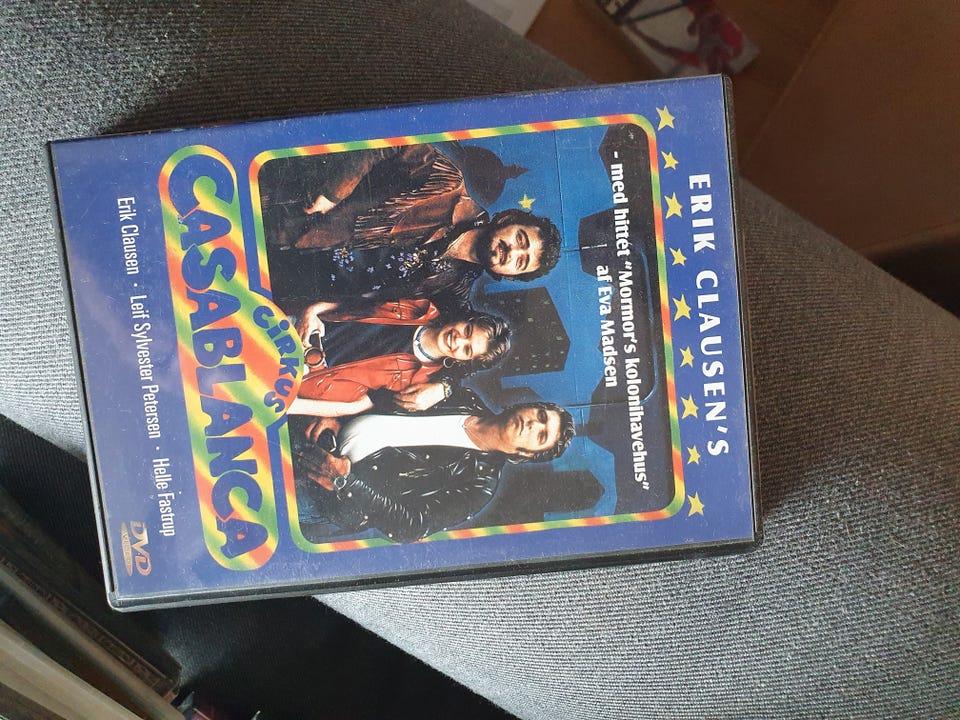 ERIK CLAUSEN'S
- med hittet "Mormor's kolonihavehus"
af Eva Madsen
CiRKUS
CASABLANCA
Erik Clausen • Leif Sylvester Petersen • Helle Fastrup
DVD
VIDEO